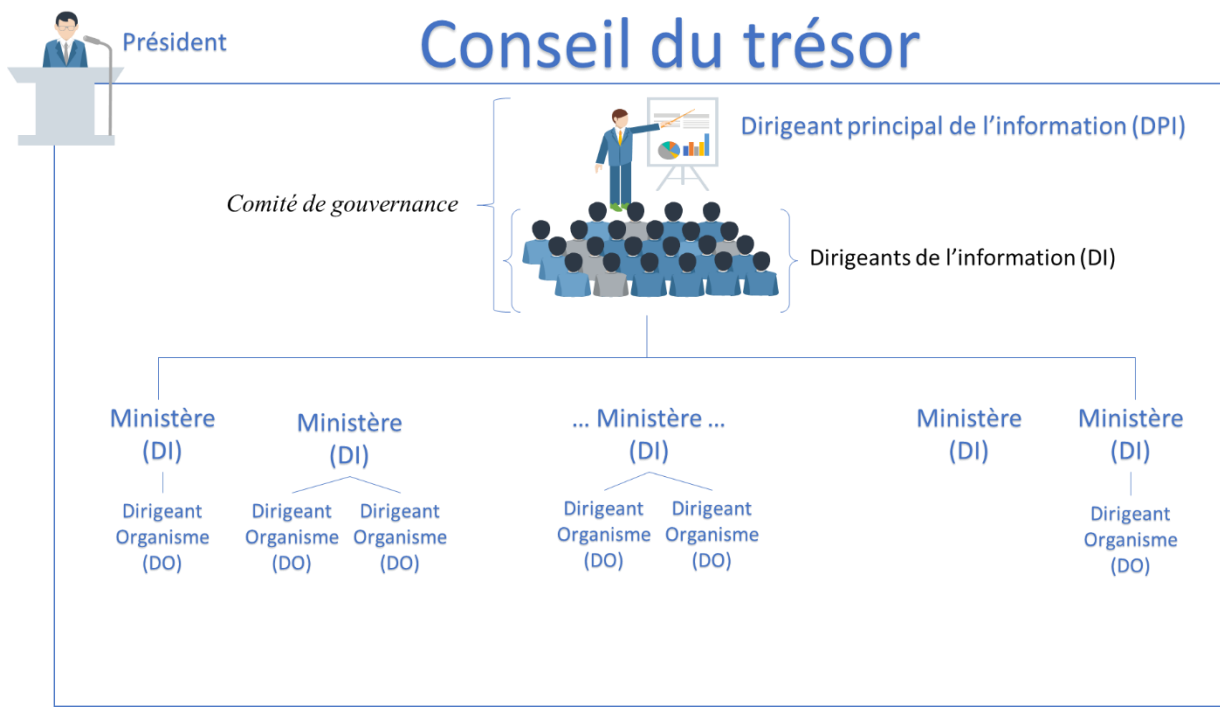 Président
Conseil du trésor
Dirigeant principal de l’information (DPI)
Comité de gouvernance
Dirigeants de l’information (DI)
Ministère
(DI)
Ministère
(DI)
... Ministère ...
(DI)
Ministère
(DI)
Ministère
(DI)
Dirigeant
Organisme
(DO)
Dirigeant
Organisme
(DO)
Dirigeant
Organisme
(DO)
Dirigeant
Organisme
(DO)
Dirigeant
Organisme
(DO)
Dirigeant
Organisme
(DO)